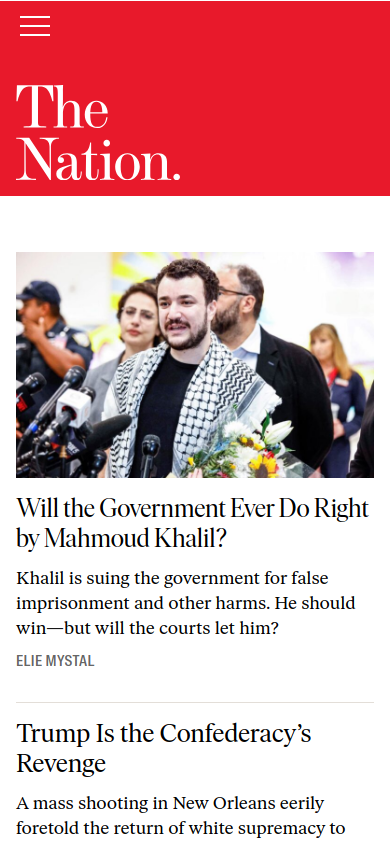 The
Nation.
Will the Government Ever Do Right
by Mahmoud Khalil?
Khalil is suing the government for false
imprisonment and other harms. He should
win—but will the courts let him?
ELIE MYSTAL
Trump Is the Confederacy’s
Revenge
A mass shooting in New Orleans eerily
foretold the return of white supremacy to